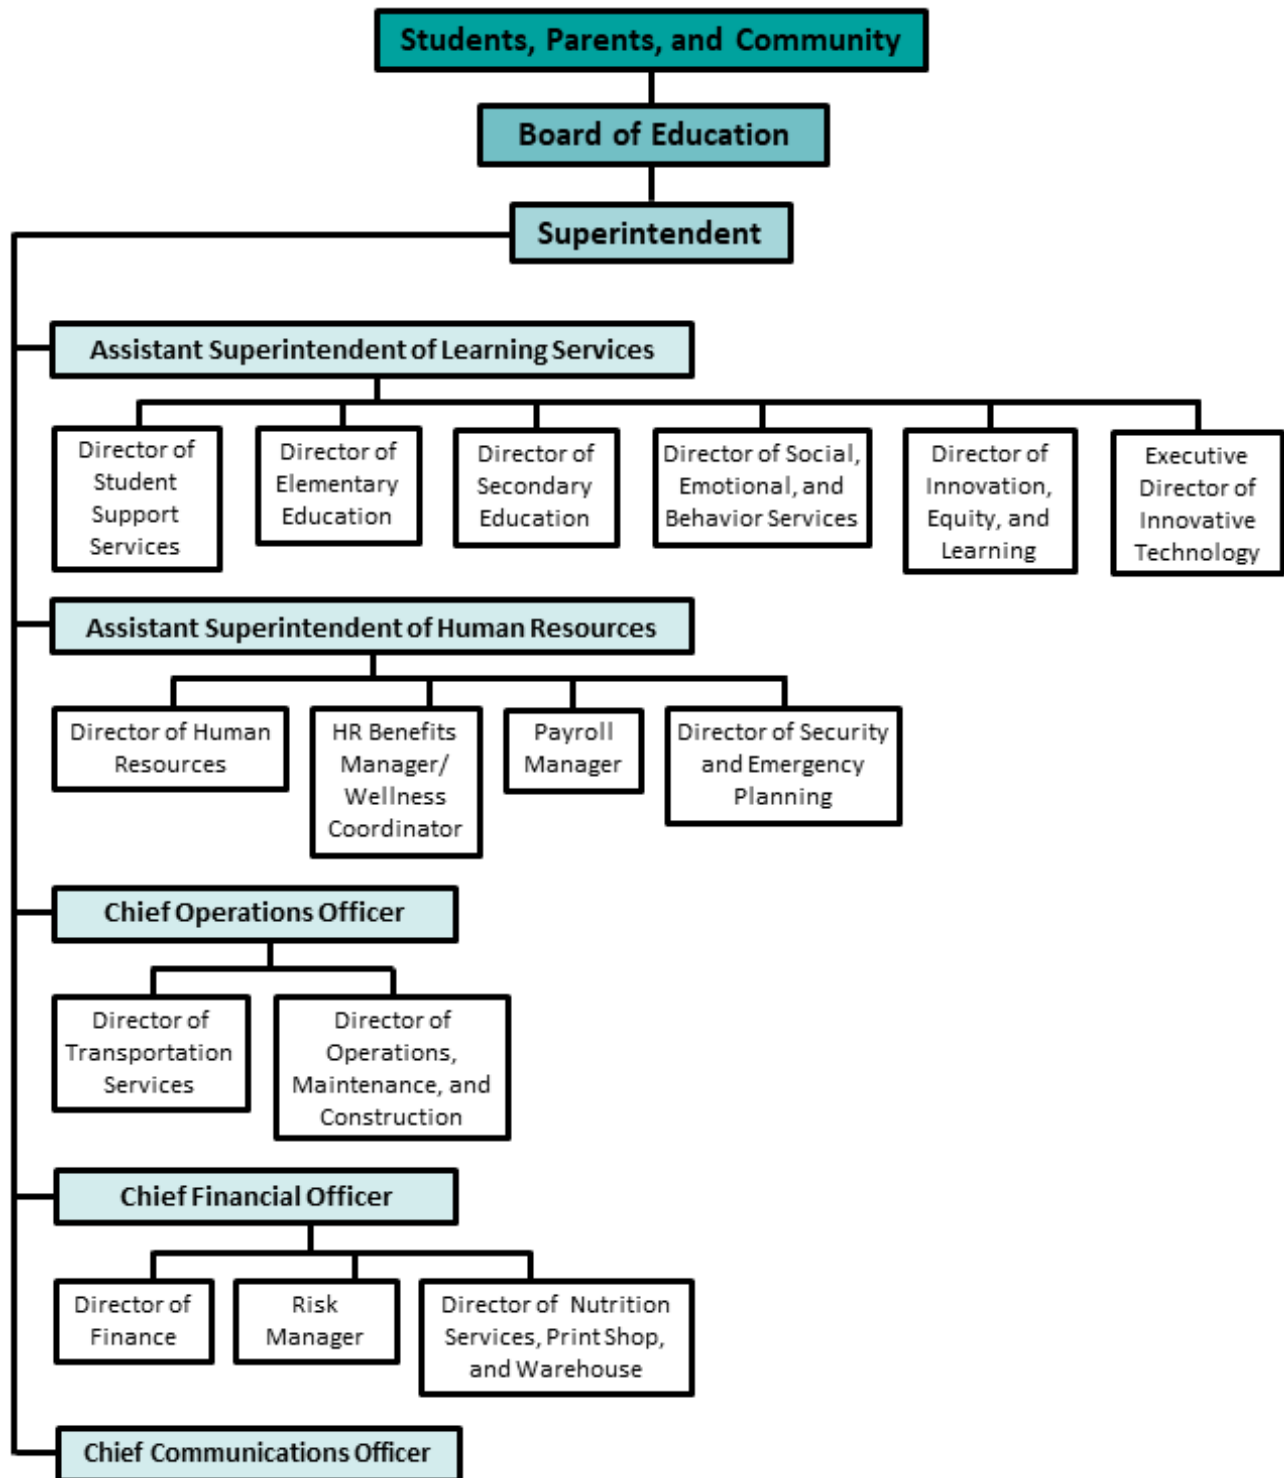 Students, Parents, and Community
Board of Education
Superintendent
Assistant Superintendent of Learning Services
Director of
Student
Support
Services
Director of
Elementary
Education
Director of
Secondary
Education
Director of Social,
Emotional, and
Behavior Services
Director of
Innovation,
Equity, and
Learning
Executive
Director of
Innovative
Technology
Assistant Superintendent of Human Resources
Director of Human
Resources
HR Benefits
Manager/
Wellness
Coordinator
Payroll
Manager
Director of Security
and Emergency
Planning
Chief Operations Officer
Director of
Transportation
Services
Director of
Operations,
Maintenance, and
Construction
Chief Financial Officer
Director of
Finance
Risk
Manager
Director of Nutrition
Services, Print Shop,
and Warehouse
Chief Communications Officer